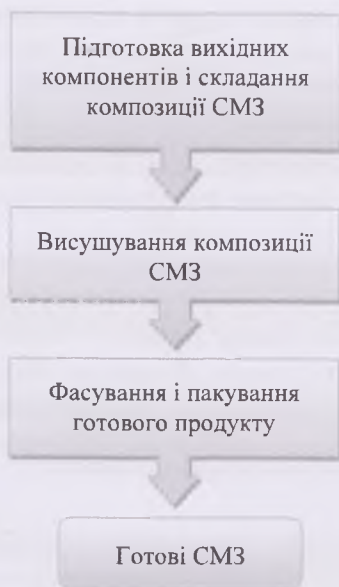 Підготовка вихідних
компонентів і складання
композиції СМЗ
Висушування композиції
СМЗ
Фасування і пакування
готового продукту
Готові СМЗ